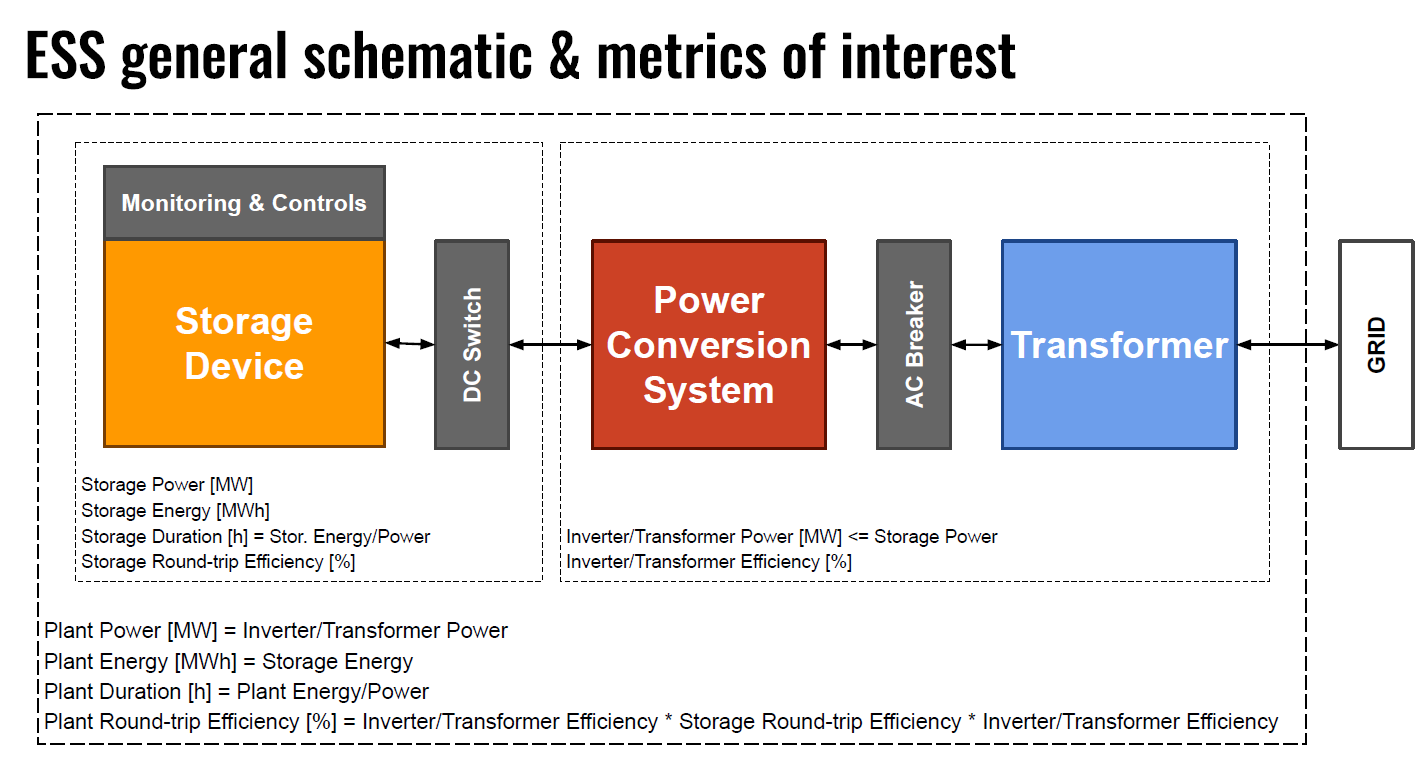 ESS general schematic & metrics of interest
Monitoring & Controls
Storage
Device
DC Switch
Power
Conversion
System
AC Breaker
Transformer
GRID
Storage Power [MW]
Storage Energy [MWh]
Storage Duration [h] = Stor. Energy/Power
Storage Round-trip Efficiency [%]
Inverter/Transformer Power [MW] <= Storage Power
Inverter/Transformer Efficiency [%]
Plant Power [MW] = Inverter/Transformer Power
Plant Energy [MWh] = Storage Energy
Plant Duration [h] = Plant Energy/Power
Plant Round-trip Efficiency [%] = Inverter/Transformer Efficiency * Storage Round-trip Efficiency * Inverter/Transformer Efficiency